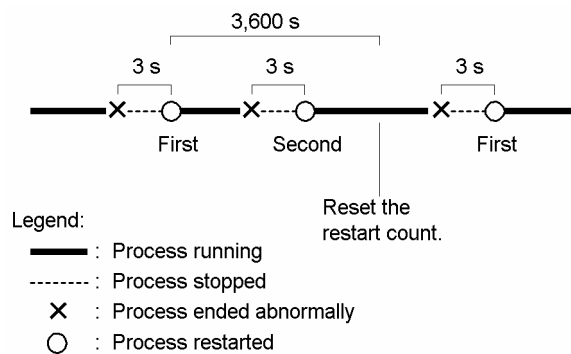 3,600 s
3 s 3 s 3 s
First Second First
Reset the
restart count.
Legend:
: Process running
: Process stopped
: Process ended abnormally
: Process restarted